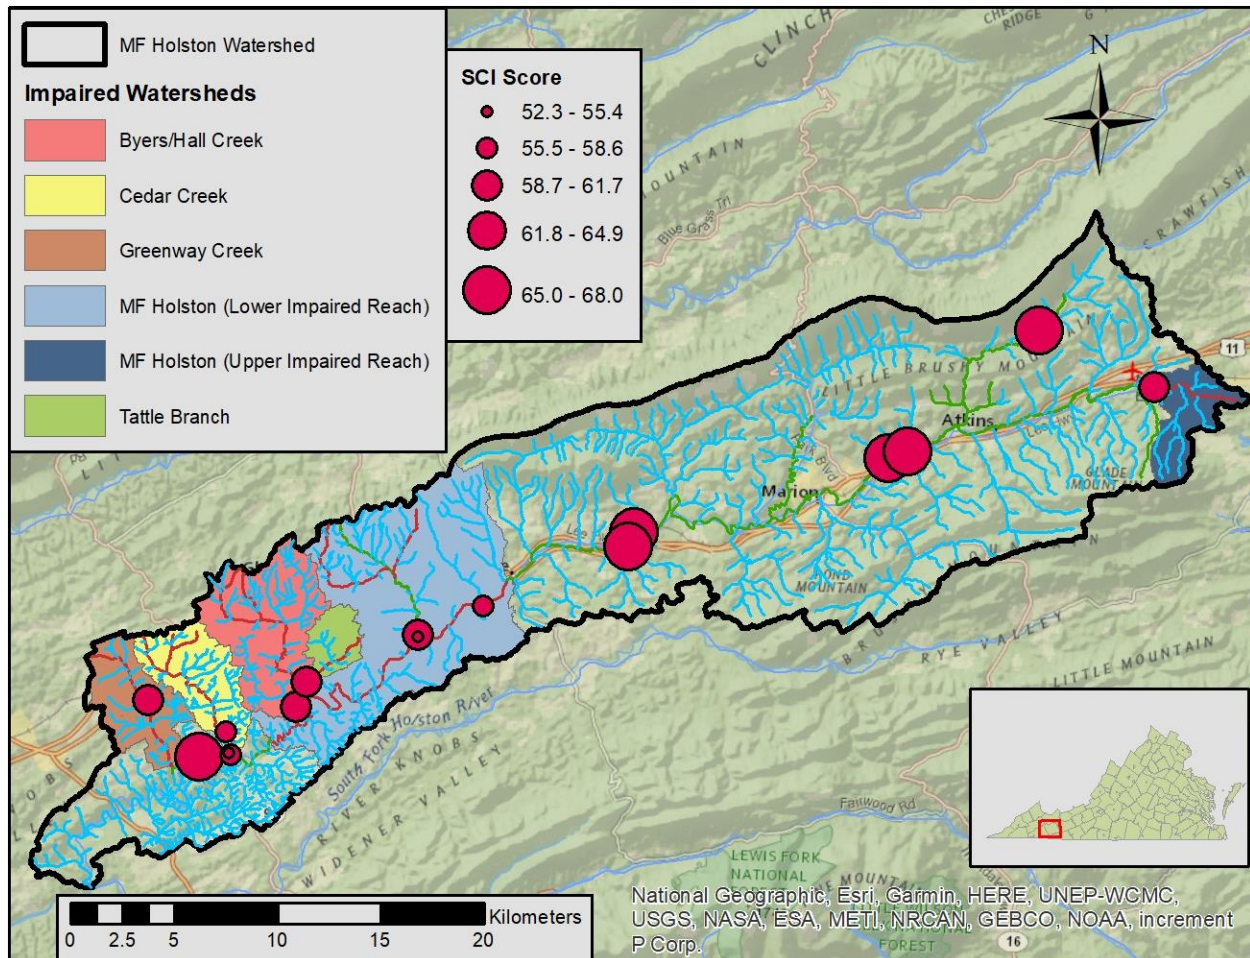 MF Holston Watershed
Impaired Watersheds
Byers/Hall Creek
Cedar Creek
Greenway Creek
MF Holston (Lower Impaired Reach)
MF Holston (Upper Impaired Reach)
Tattle Branch
SCI Score
52.3 - 55.4
55.5 - 58.6
58.7 - 61.7
61.8 - 64.9
65.0 - 68.0
CLINCH
MOUNTAIN
RIDGE
N
Blue Grass Trl
CRAWFISH
11
LITTLE BRUSHY
Atkins
Marion
GLADE
MOUNTAIN
POND
MOUNTAIN
RYE VALLEY
LITTLE MOUNTAIN
South Fork Holston River
RIVER KNOBS
WIDENER VALLEY
KNOBS
LEWIS FORK
NATIONAL
FOREST
16
Kilometers
0 2.5 5 10 15 20
National Geographic, Esri, Garmin, HERE, UNEP-WCMC,
USGS, NASA, ESA, METI, NRCAN, GEBCO, NOAA, increment
P Corp.